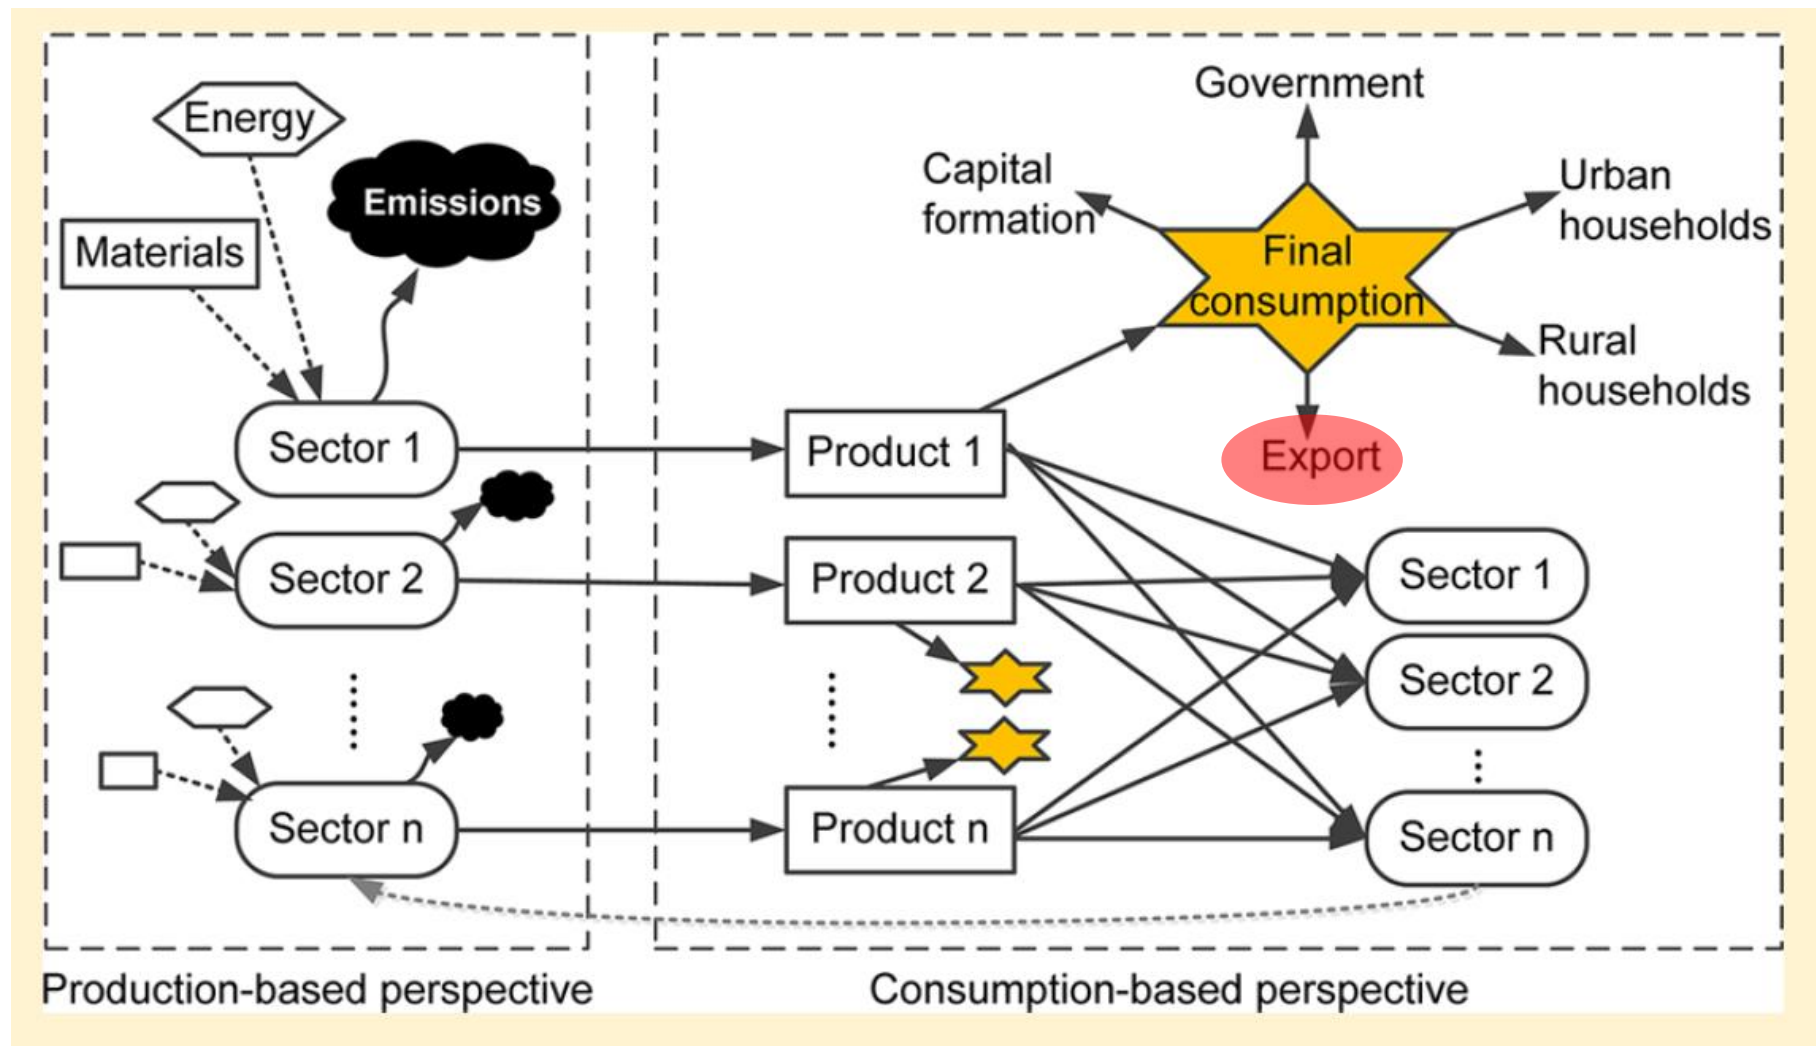 Energy
Emissions
Materials
Sector 1
Sector 2
Sector n
Production-based perspective
Government
Capital
formation
Urban
households
Final
consumption
Rural
households
Export
Product 1
Product 2
Product n
Sector 1
Sector 2
Sector n
Consumption-based perspective